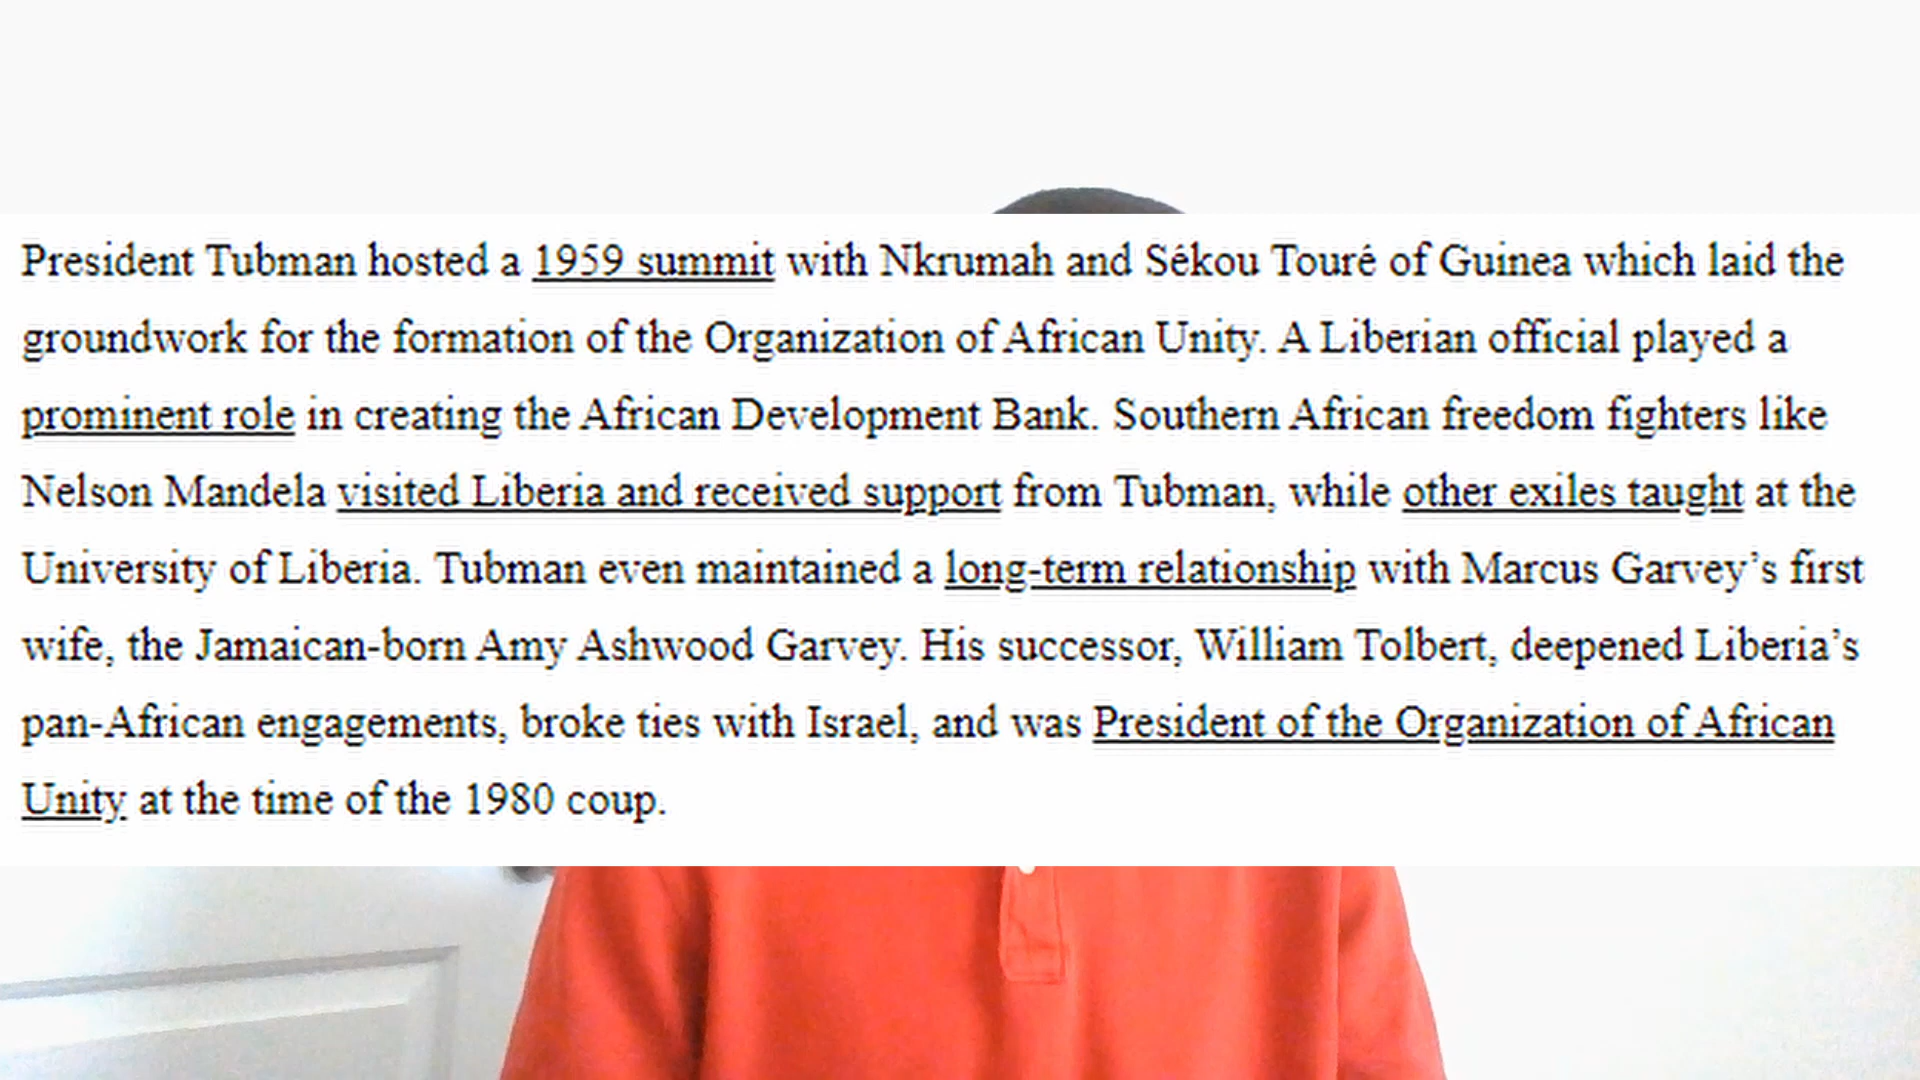 President Tubman hosted a 1959 summit with Nkrumah and Sékou Touré of Guinea which laid the
groundwork for the formation of the Organization of African Unity. A Liberian official played a
prominent role in creating the African Development Bank. Southern African freedom fighters like
Nelson Mandela visited Liberia and received support from Tubman, while other exiles taught at the
University of Liberia. Tubman even maintained a long-term relationship with Marcus Garvey’s first
wife, the Jamaican-born Amy Ashwood Garvey. His successor, William Tolbert, deepened Liberia’s
pan-African engagements, broke ties with Israel, and was President of the Organization of African
Unity at the time of the 1980 coup.